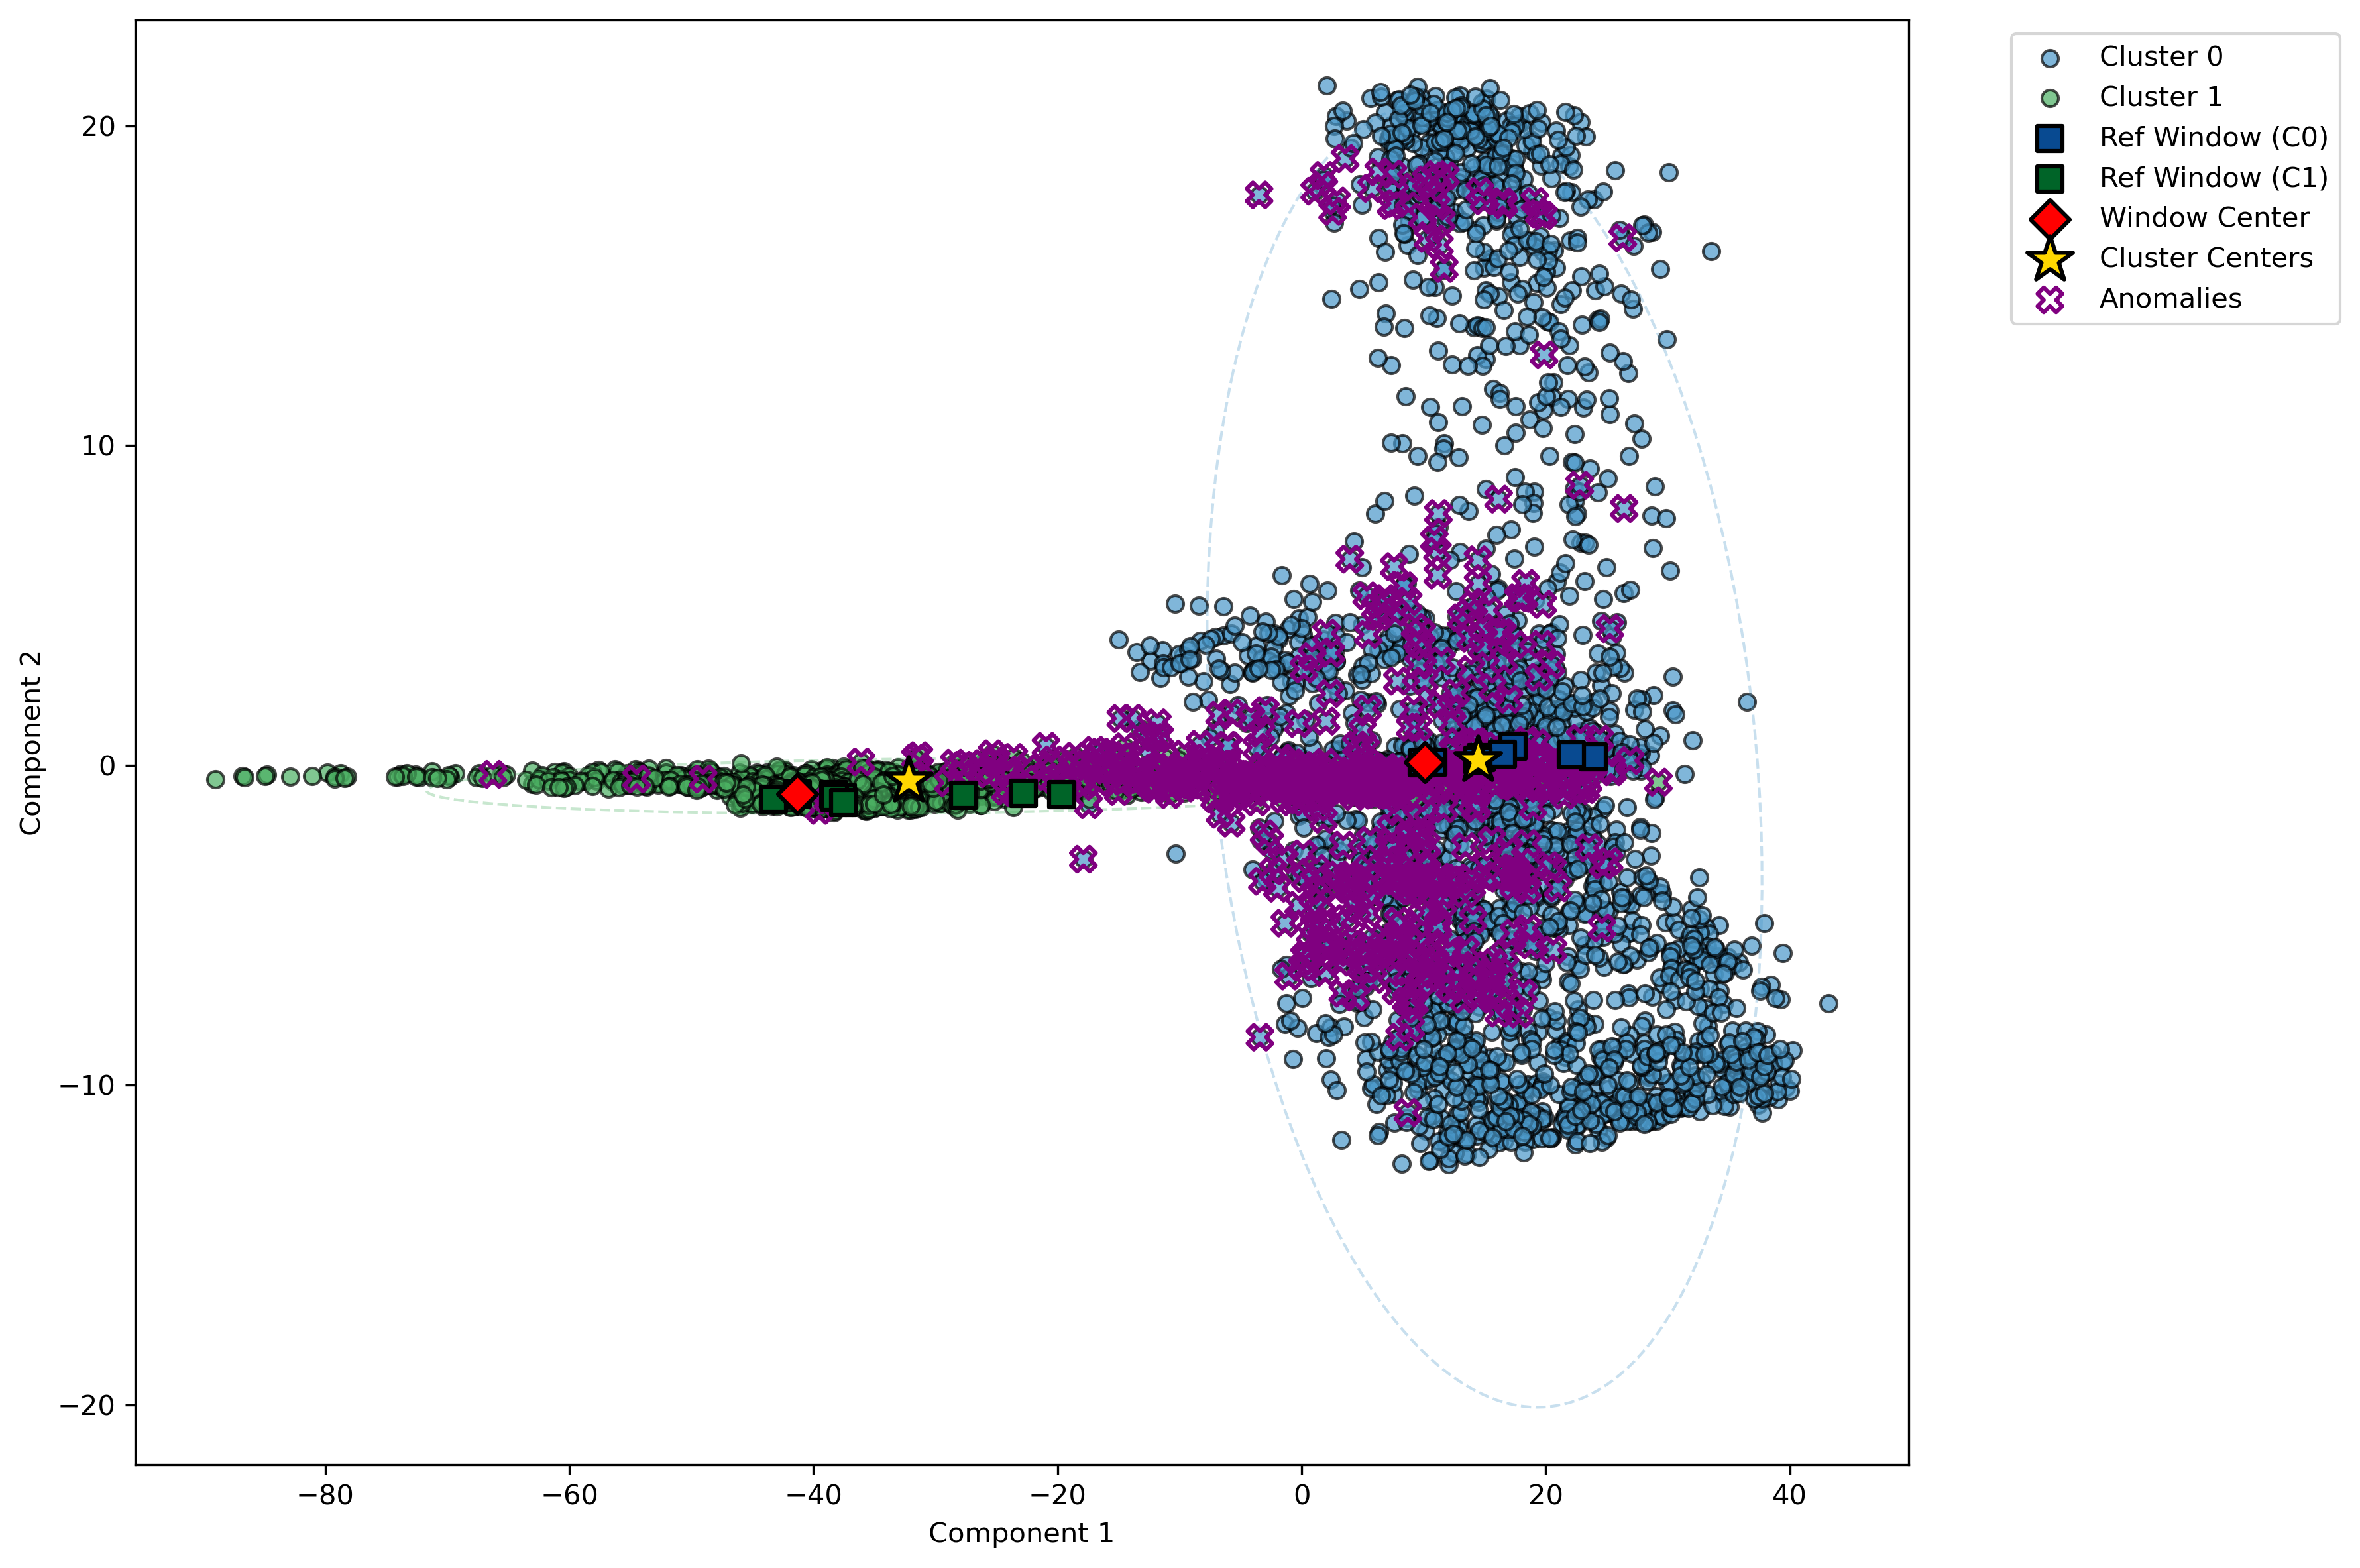 Cluster 0
Cluster 1
Ref Window (C0)
Ref Window (C1)
Window Center
Cluster Centers
Anomalies
20
10
0
−10
−20
Component 2
−80
−60
−40
−20
0
20
40
Component 1